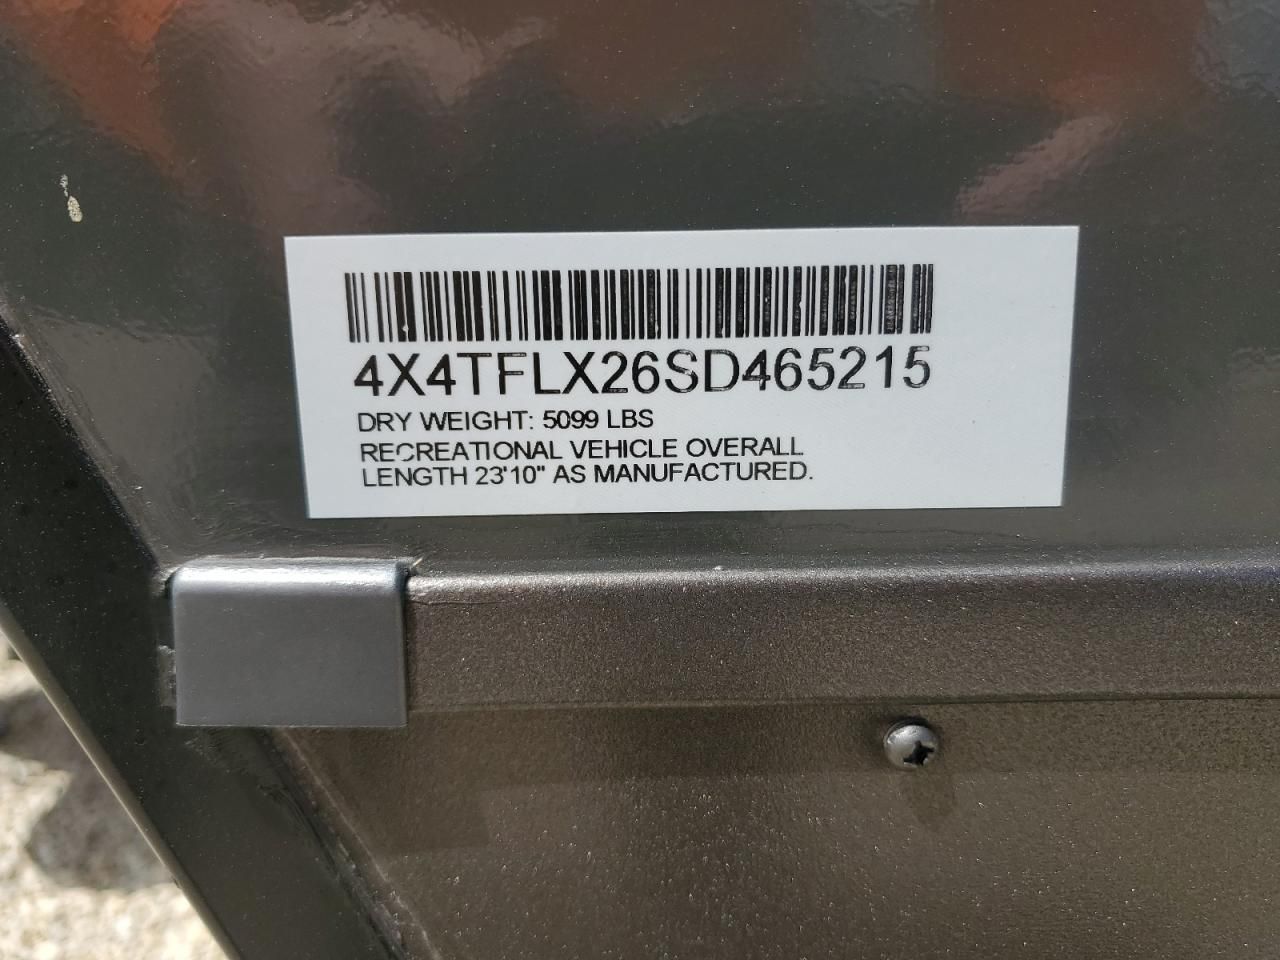 4X4TFLX26SD465215
DRY WEIGHT: 5099 LBS
RECREATIONAL VEHICLE OVERALL
LENGTH 23'10" AS MANUFACTURED.